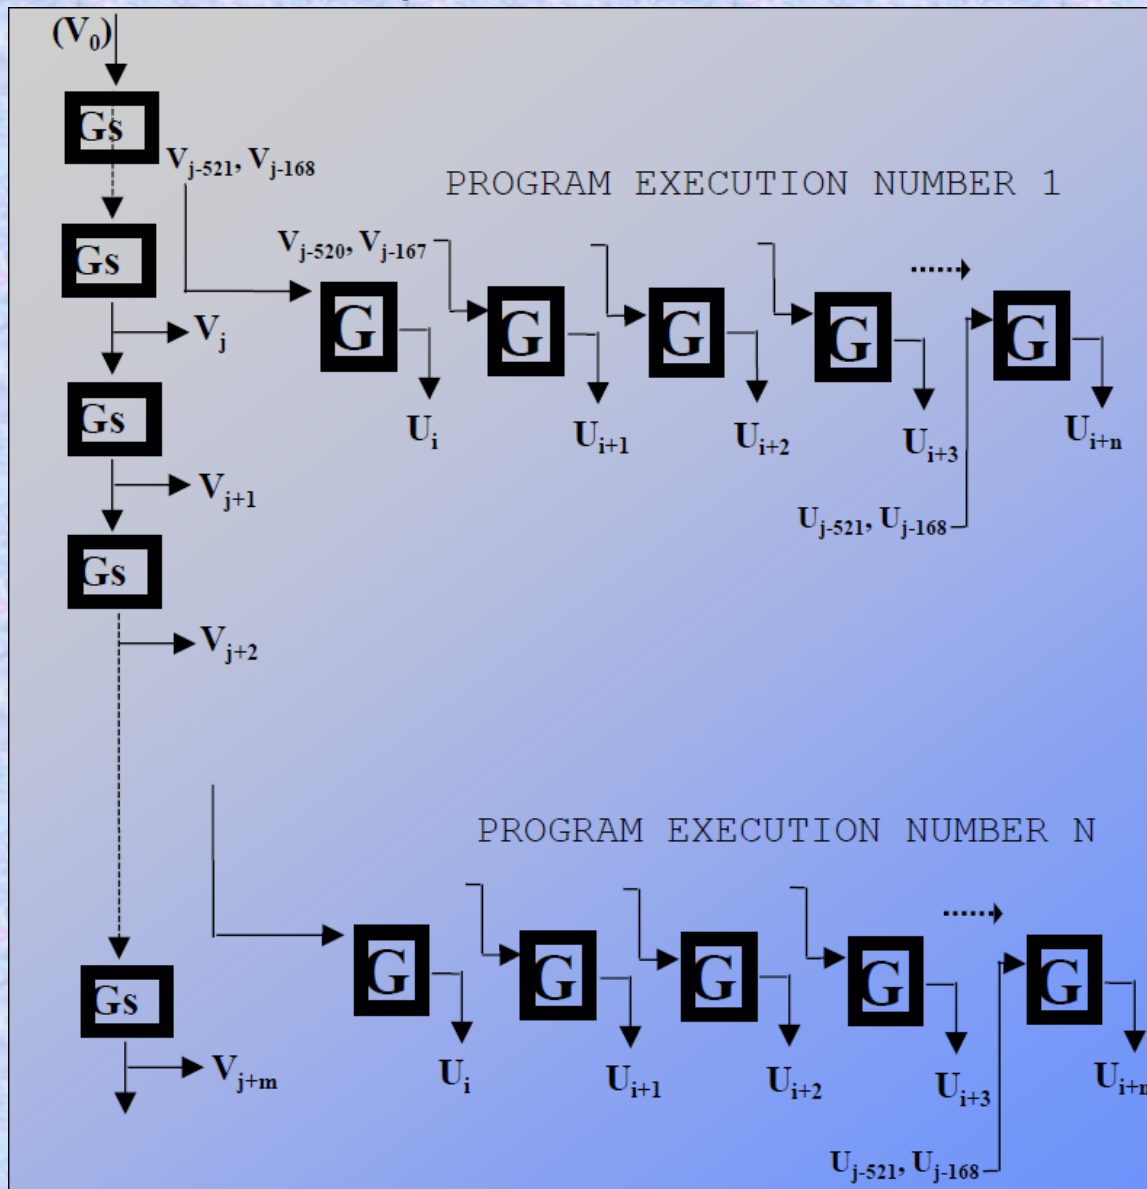 (V₀)
Gs
Vⱼ₋₅₂₁, Vⱼ₋₁₆₈
PROGRAM EXECUTION NUMBER 1
Gs
Vⱼ₋₅₂₀, Vⱼ₋₁₆₇
G
G
G
G
G
Vⱼ
Gs
Uᵢ
Uᵢ₊₁
Uᵢ₊₂
Uᵢ₊₃
Uᵢ₊ₙ
Vⱼ₊₁
Uⱼ₋₅₂₁, Uⱼ₋₁₆₈
Gs
Vⱼ₊₂
PROGRAM EXECUTION NUMBER N
G
G
G
G
G
Gs
Vⱼ₊ₘ
Uᵢ
Uᵢ₊₁
Uᵢ₊₂
Uᵢ₊₃
Uᵢ₊ₙ
Uⱼ₋₅₂₁, Uⱼ₋₁₆₈